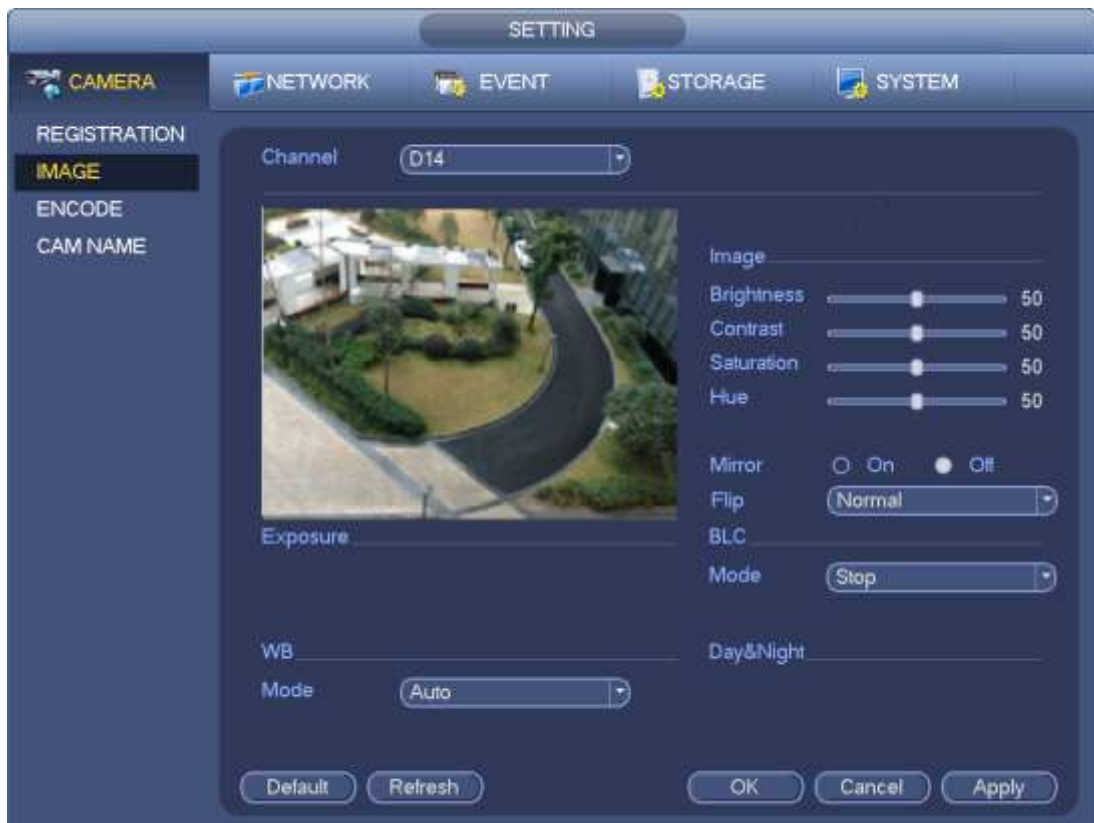 SETTING
CAMERA NETWORK EVENT STORAGE SYSTEM
REGISTRATION
IMAGE
ENCODE
CAM NAME
Channel D14
Image
Brightness 50
Contrast 50
Saturation 50
Hue 50
Mirror On Off
Flip Normal
Exposure BLC
Mode Stop
WB Day&Night
Mode Auto
Default Refresh OK Cancel Apply